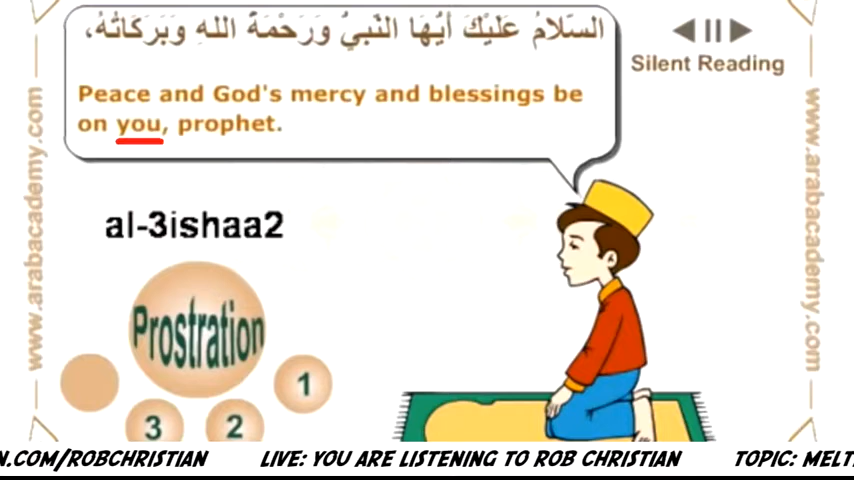 السّلامُ عَلَيْكَ أيُّهَا النَّبيُّ وَرَحْمَةُ اللهِ وَبَرَكَاتُهُ،
Peace and God's mercy and blessings be
on you, prophet.
Silent Reading
al-3ishaa2
Prostration
1
2
3
www.arabacademy.com
www.arabacademy.com
N.COM/ROBCHRISTIAN LIVE: YOU ARE LISTENING TO ROB CHRISTIAN TOPIC: MELT